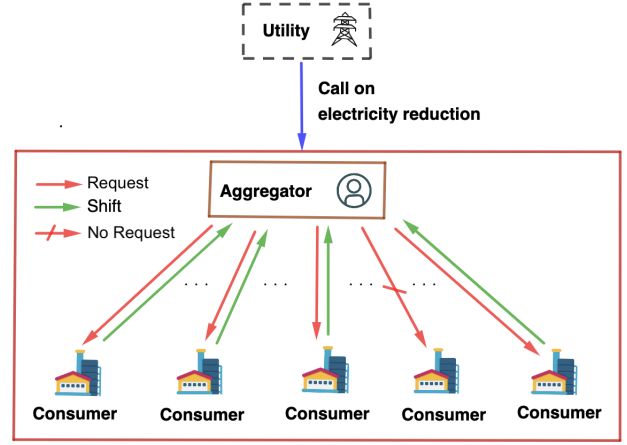 Utility
Call on
electricity reduction
Aggregator
Request
Shift
No Request
. . .
. . .
. . .
. . .
Consumer
Consumer
Consumer
Consumer
Consumer